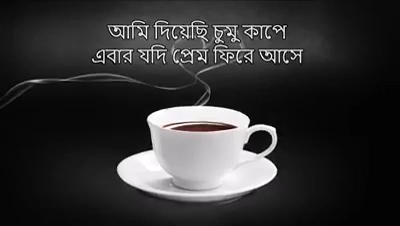 আমি দিয়েছি চুমু কাপে
এবার যদি প্রেম ফিরে আসে